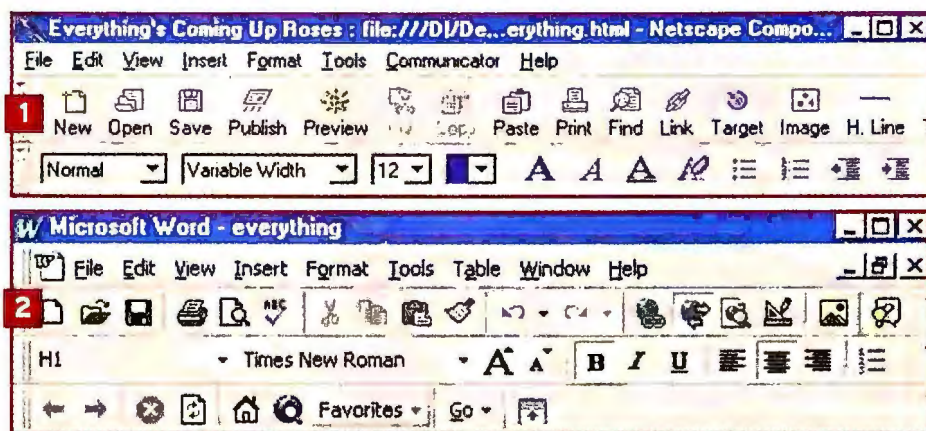 Everything's Coming Up Roses : file:///D|/De...erything.html - Netscape Compo...
File Edit View Insert Format Tools Communicator Help
1
New Open Save Publish Preview Copy Paste Print Find Link Target Image H. Line
Normal Variable Width 12 A A A
W Microsoft Word - everything
File Edit View Insert Format Tools Table Window Help
2 ABC
H1 Times New Roman A A B I U
Favorites Go